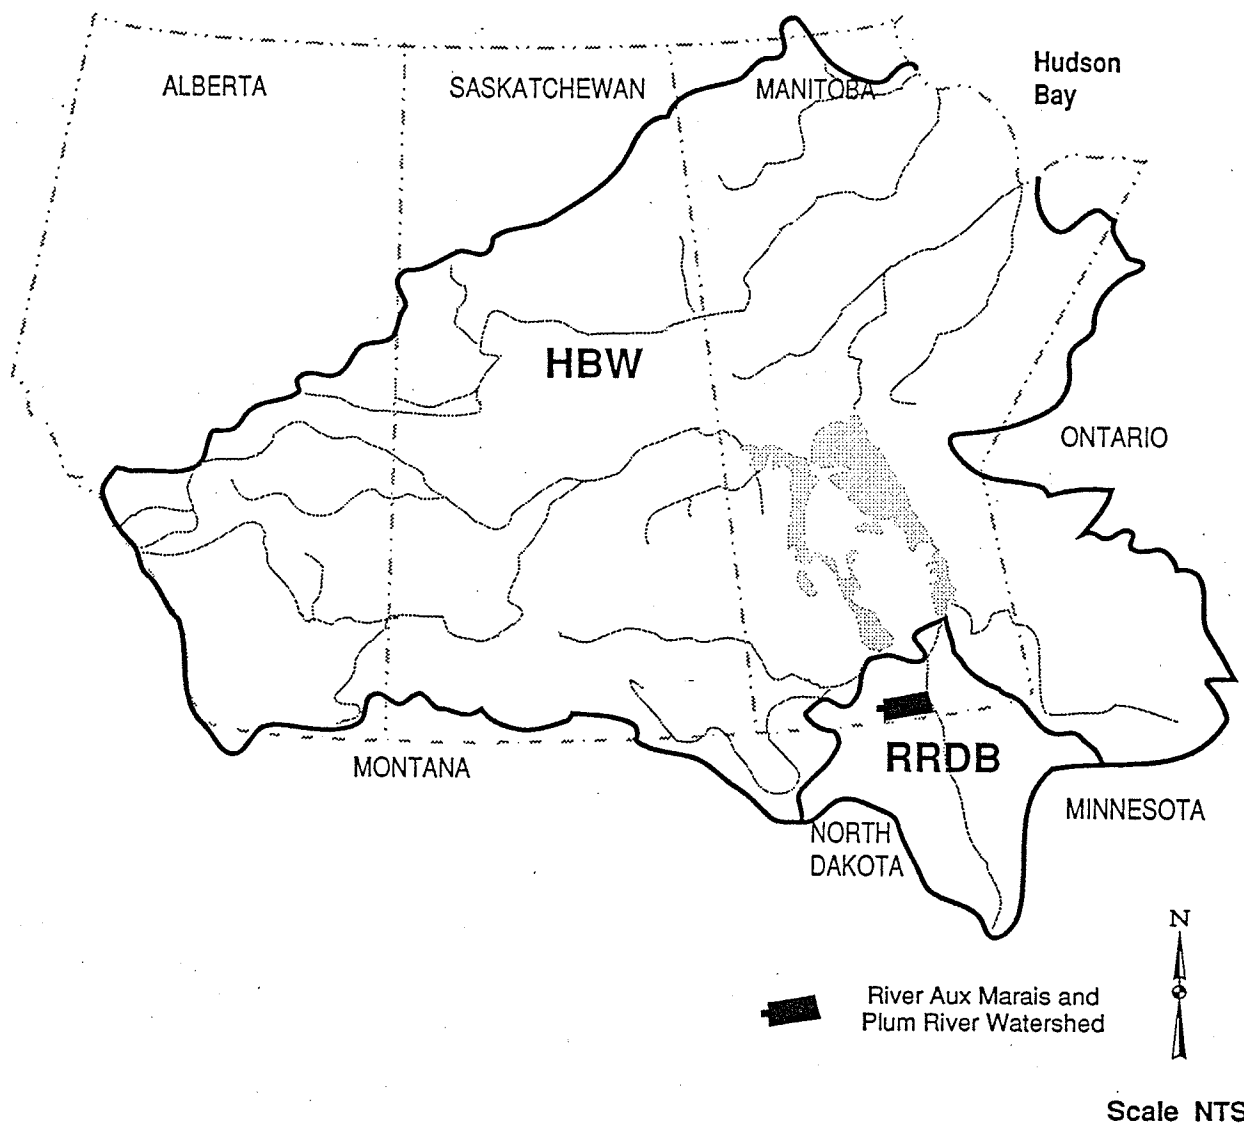 Hudson
Bay
ALBERTA
SASKATCHEWAN
MANITOBA
HBW
ONTARIO
RRDB
MONTANA
MINNESOTA
NORTH
DAKOTA
N
River Aux Marais and
Plum River Watershed
Scale NTS